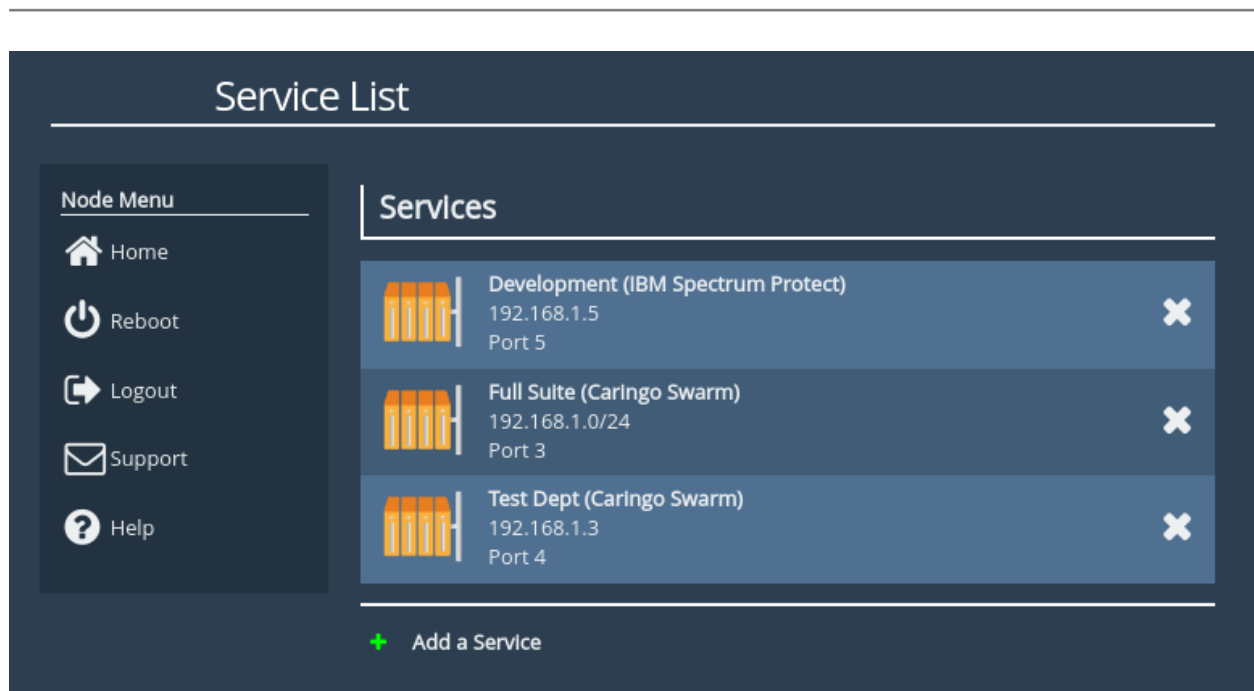 Service List
Node Menu
Home
Reboot
Logout
Support
Help
Services
Development (IBM Spectrum Protect)
192.168.1.5
Port 5
Full Suite (Caringo Swarm)
192.168.1.0/24
Port 3
Test Dept (Caringo Swarm)
192.168.1.3
Port 4
Add a Service